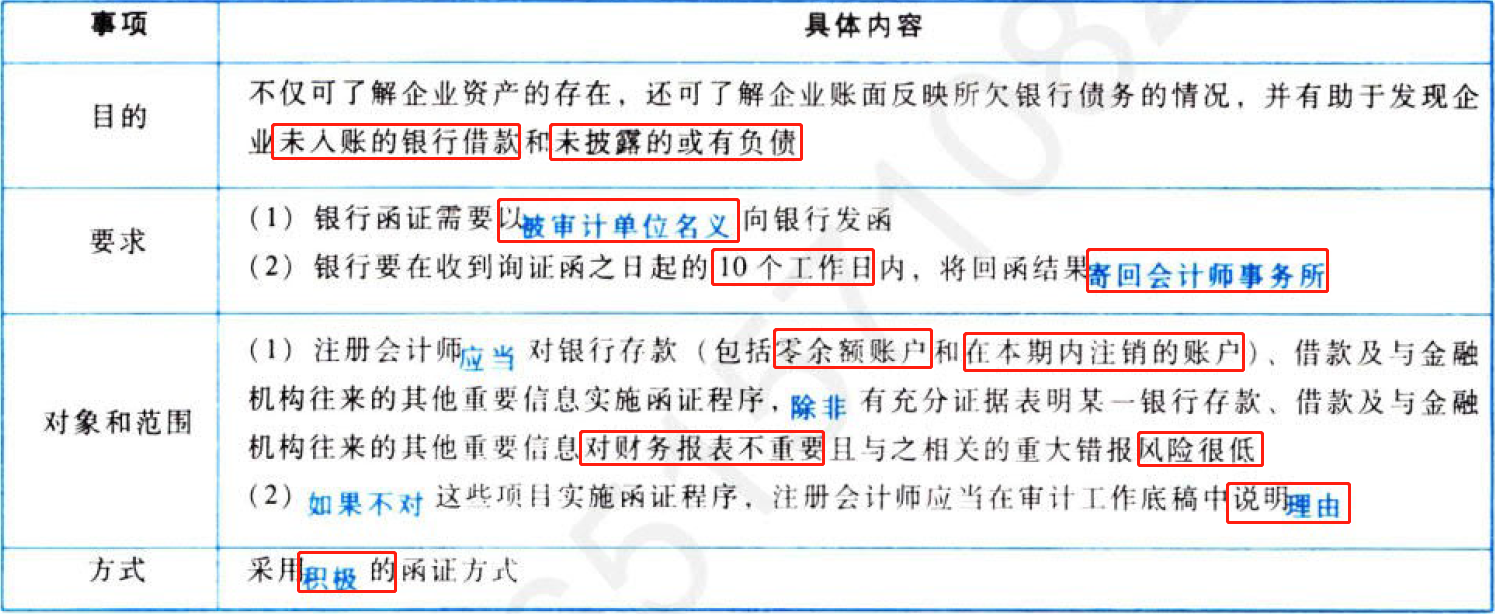 事项
具体内容
目的
不仅可了解企业资产的存在，还可了解企业账面反映所欠银行债务的情况，并有助于发现企
业未入账的银行借款和未披露的或有负债
要求
（1）银行函证需要以被审计单位名义向银行发函
（2）银行要在收到询证函之日起的10个工作日内，将回函结果寄回会计师事务所
对象和范围
（1）注册会计师应当对银行存款（包括零余额账户和在本期内注销的账户）、借款及与金融
机构往来的其他重要信息实施函证程序，除非有充分证据表明某一银行存款、借款及与金融
机构往来的其他重要信息对财务报表不重要且与之相关的重大错报风险很低
（2）如果不对这些项目实施函证程序，注册会计师应当在审计工作底稿中说明理由
方式
采用积极的函证方式